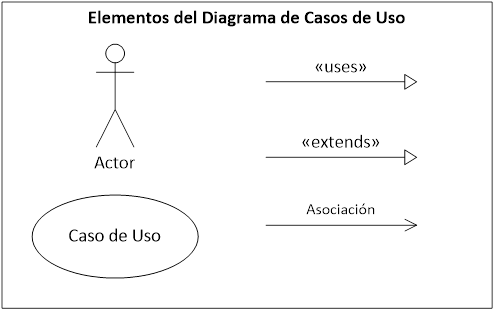 Elementos del Diagrama de Casos de Uso
«uses»
Actor
«extends»
Caso de Uso
Asociación